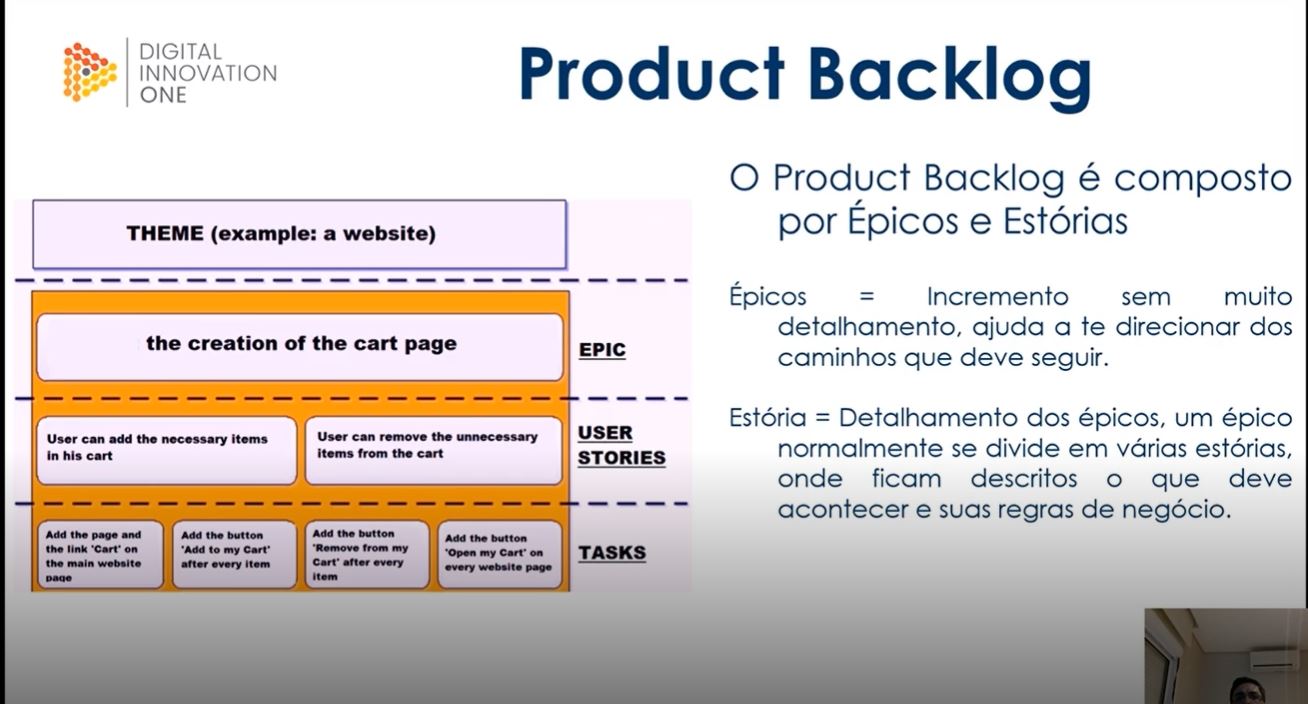 DIGITAL
INNOVATION
ONE
Product Backlog
THEME (example: a website)
the creation of the cart page
EPIC
User can add the necessary items
in his cart
User can remove the unnecessary
items from the cart
USER
STORIES
Add the page and
the link 'Cart' on
the main website
page
Add the button
'Add to my Cart'
after every item
Add the button
'Remove from my
Cart' after every
item
Add the button
'Open my Cart' on
every website page
TASKS
O Product Backlog é composto
por Épicos e Estórias
Épicos = Incremento sem muito
detalhamento, ajuda a te direcionar dos
caminhos que deve seguir.
Estória = Detalhamento dos épicos, um épico
normalmente se divide em várias estórias,
onde ficam descritos o que deve
acontecer e suas regras de negócio.